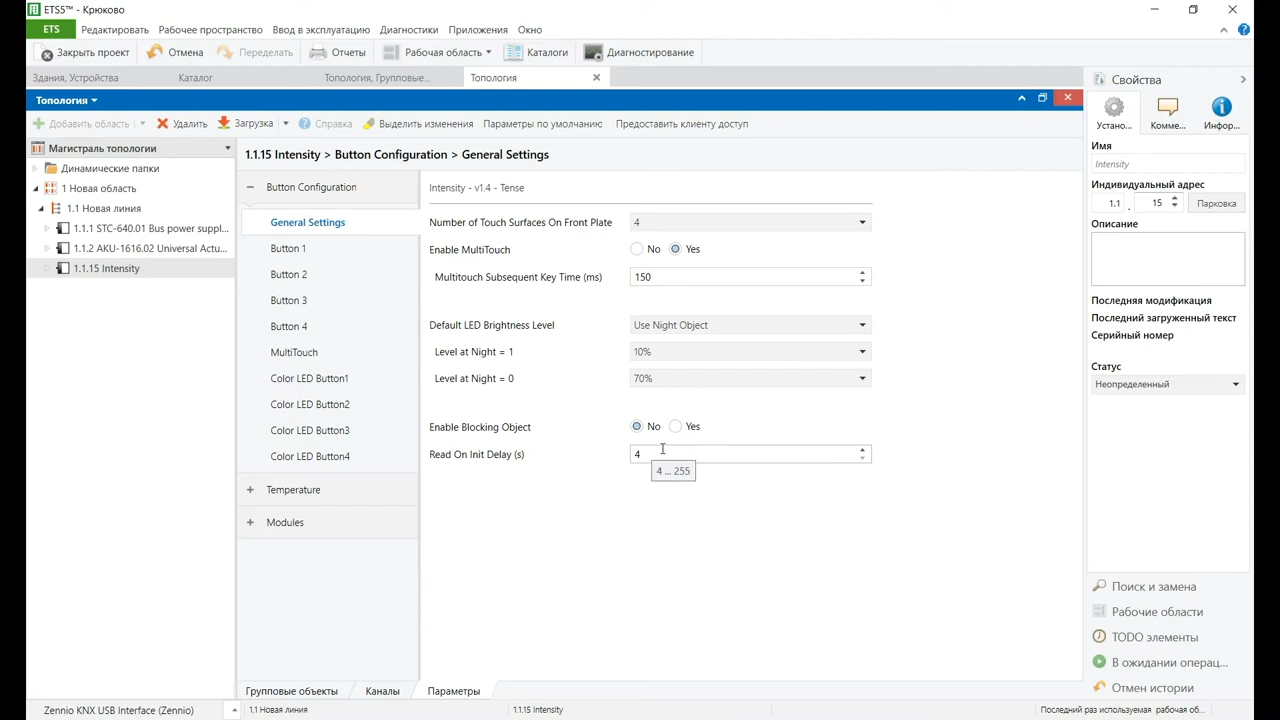 ETS5™ - Крюково
ETS Редактировать Рабочее пространство Ввод в эксплуатацию Диагностики Приложения Окно
Закрыть проект Отмена Переделать Отчеты Рабочая область Каталоги Диагностирование
Здания, Устройства Каталог Топология, Групповые... Топология
Топология
Добавить область Удалить Загрузка Справка Выделить изменения Параметры по умолчанию Предоставить клиенту доступ
Магистраль топологии
Динамические папки
1 Новая область
1.1 Новая линия
1.1.1 STC-640.01 Bus power suppl...
1.1.2 AKU-1616.02 Universal Actu...
1.1.15 Intensity
1.1.15 Intensity > Button Configuration > General Settings
Button Configuration
General Settings
Button 1
Button 2
Button 3
Button 4
MultiTouch
Color LED Button1
Color LED Button2
Color LED Button3
Color LED Button4
Temperature
Modules
Intensity - v1.4 - Tense
Number of Touch Surfaces On Front Plate 4
Enable MultiTouch No Yes
Multitouch Subsequent Key Time (ms) 150
Default LED Brightness Level Use Night Object
Level at Night = 1 10%
Level at Night = 0 70%
Enable Blocking Object No Yes
Read On Init Delay (s) 4
4 ... 255
Групповые объекты Каналы Параметры
Свойства
Устано... Комме... Инфор...
Имя
Intensity
Индивидуальный адрес
1.1 . 15 Парковка
Описание
Последняя модификация
Последний загруженный текст
Серийный номер
Статус
Неопределенный
Поиск и замена
Рабочие области
TODO элементы
В ожидании операц...
Отмен истории
Zennio KNX USB Interface (Zennio) 1.1 Новая линия 1.1.15 Intensity Последний раз используемая рабочая об...